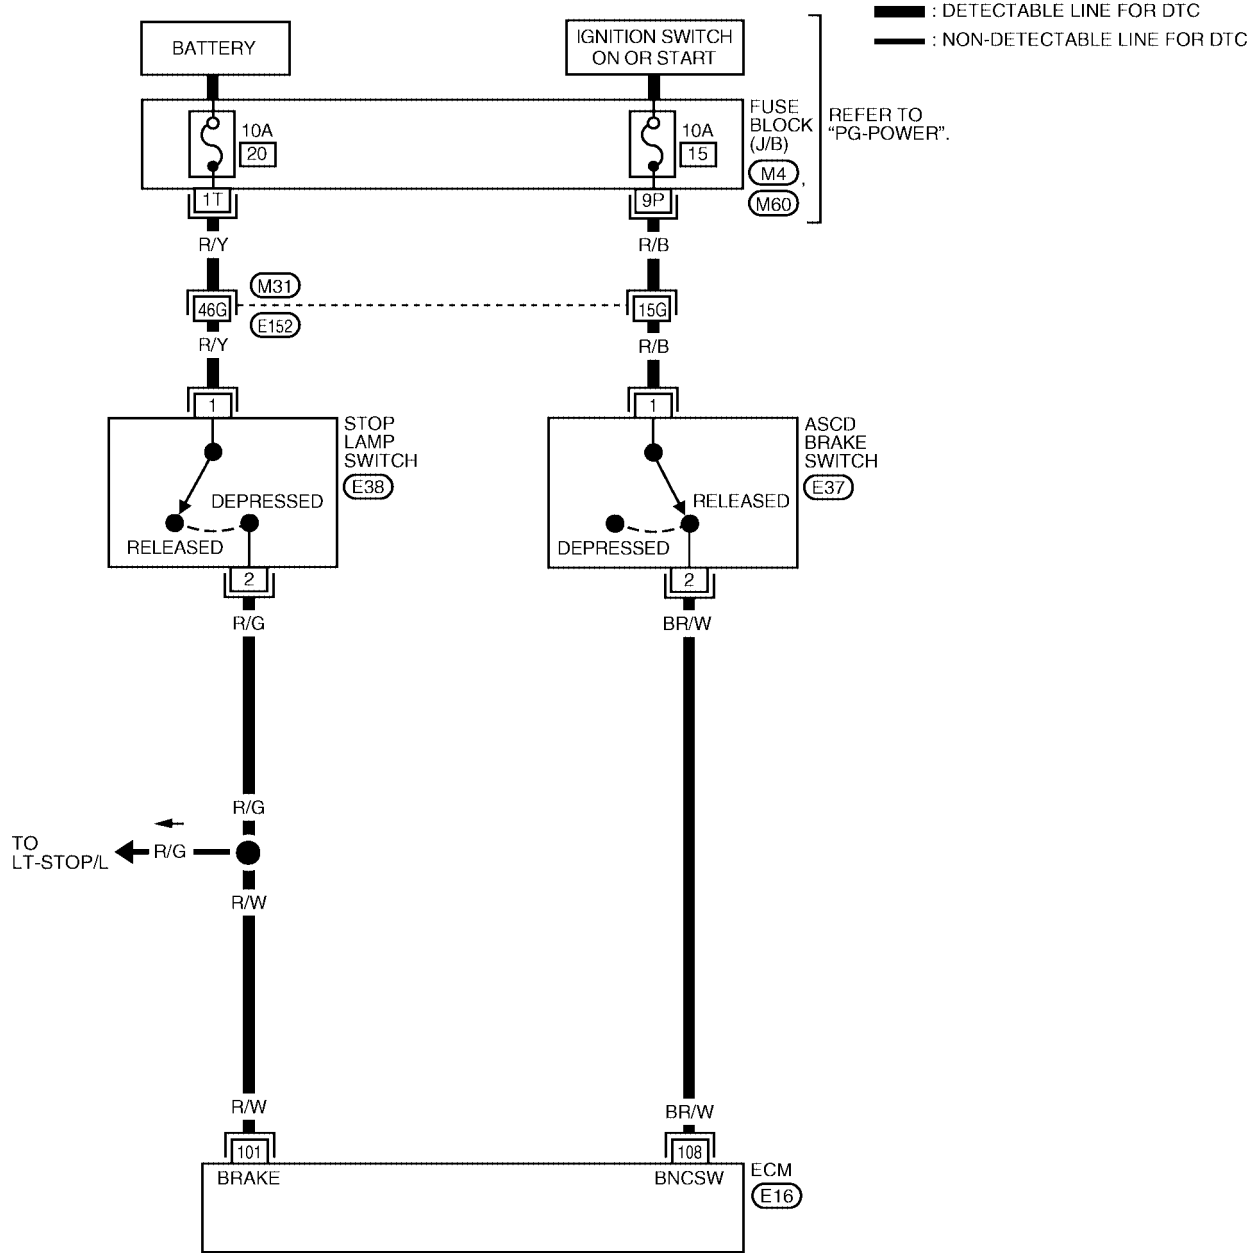 : DETECTABLE LINE FOR DTC
: NON-DETECTABLE LINE FOR DTC
BATTERY
IGNITION SWITCH
ON OR START
10A
20
10A
15
FUSE
BLOCK
(J/B)
M4
,
M60
REFER TO
“PG-POWER”.
1T
9P
R/Y
R/B
M31
46G
15G
E152
R/Y
R/B
1
1
STOP
LAMP
SWITCH
E38
DEPRESSED
RELEASED
ASCD
BRAKE
SWITCH
E37
RELEASED
DEPRESSED
2
2
R/G
BR/W
R/G
TO
LT-STOP/L
R/G
R/W
R/W
BR/W
101
108
BRAKE
BNCSW
ECM
E16